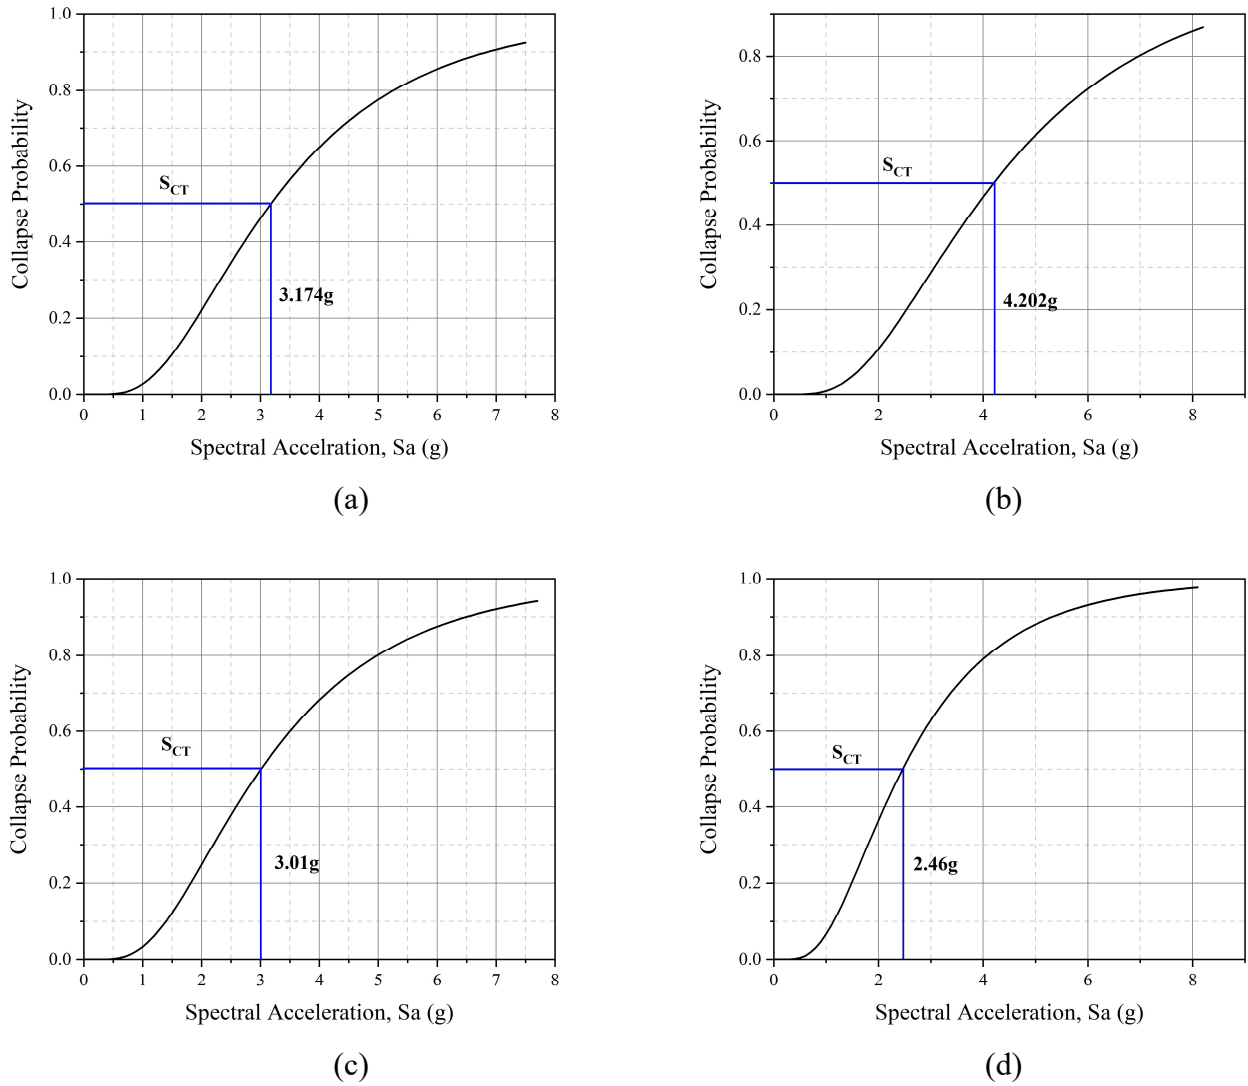 1.0
0.8
0.6
0.4
0.2
0.0
Collapse Probability
S_CT
3.174g
0 1 2 3 4 5 6 7 8
Spectral Accelration, Sa (g)
(a)
0.8
0.6
0.4
0.2
0.0
Collapse Probability
S_CT
4.202g
0 2 4 6 8
Spectral Accelration, Sa (g)
(b)
1.0
0.8
0.6
0.4
0.2
0.0
Collapse Probability
S_CT
3.01g
0 1 2 3 4 5 6 7 8
Spectral Acceleration, Sa (g)
(c)
1.0
0.8
0.6
0.4
0.2
0.0
Collapse Probability
S_CT
2.46g
0 2 4 6 8
Spectral Acceleration, Sa (g)
(d)